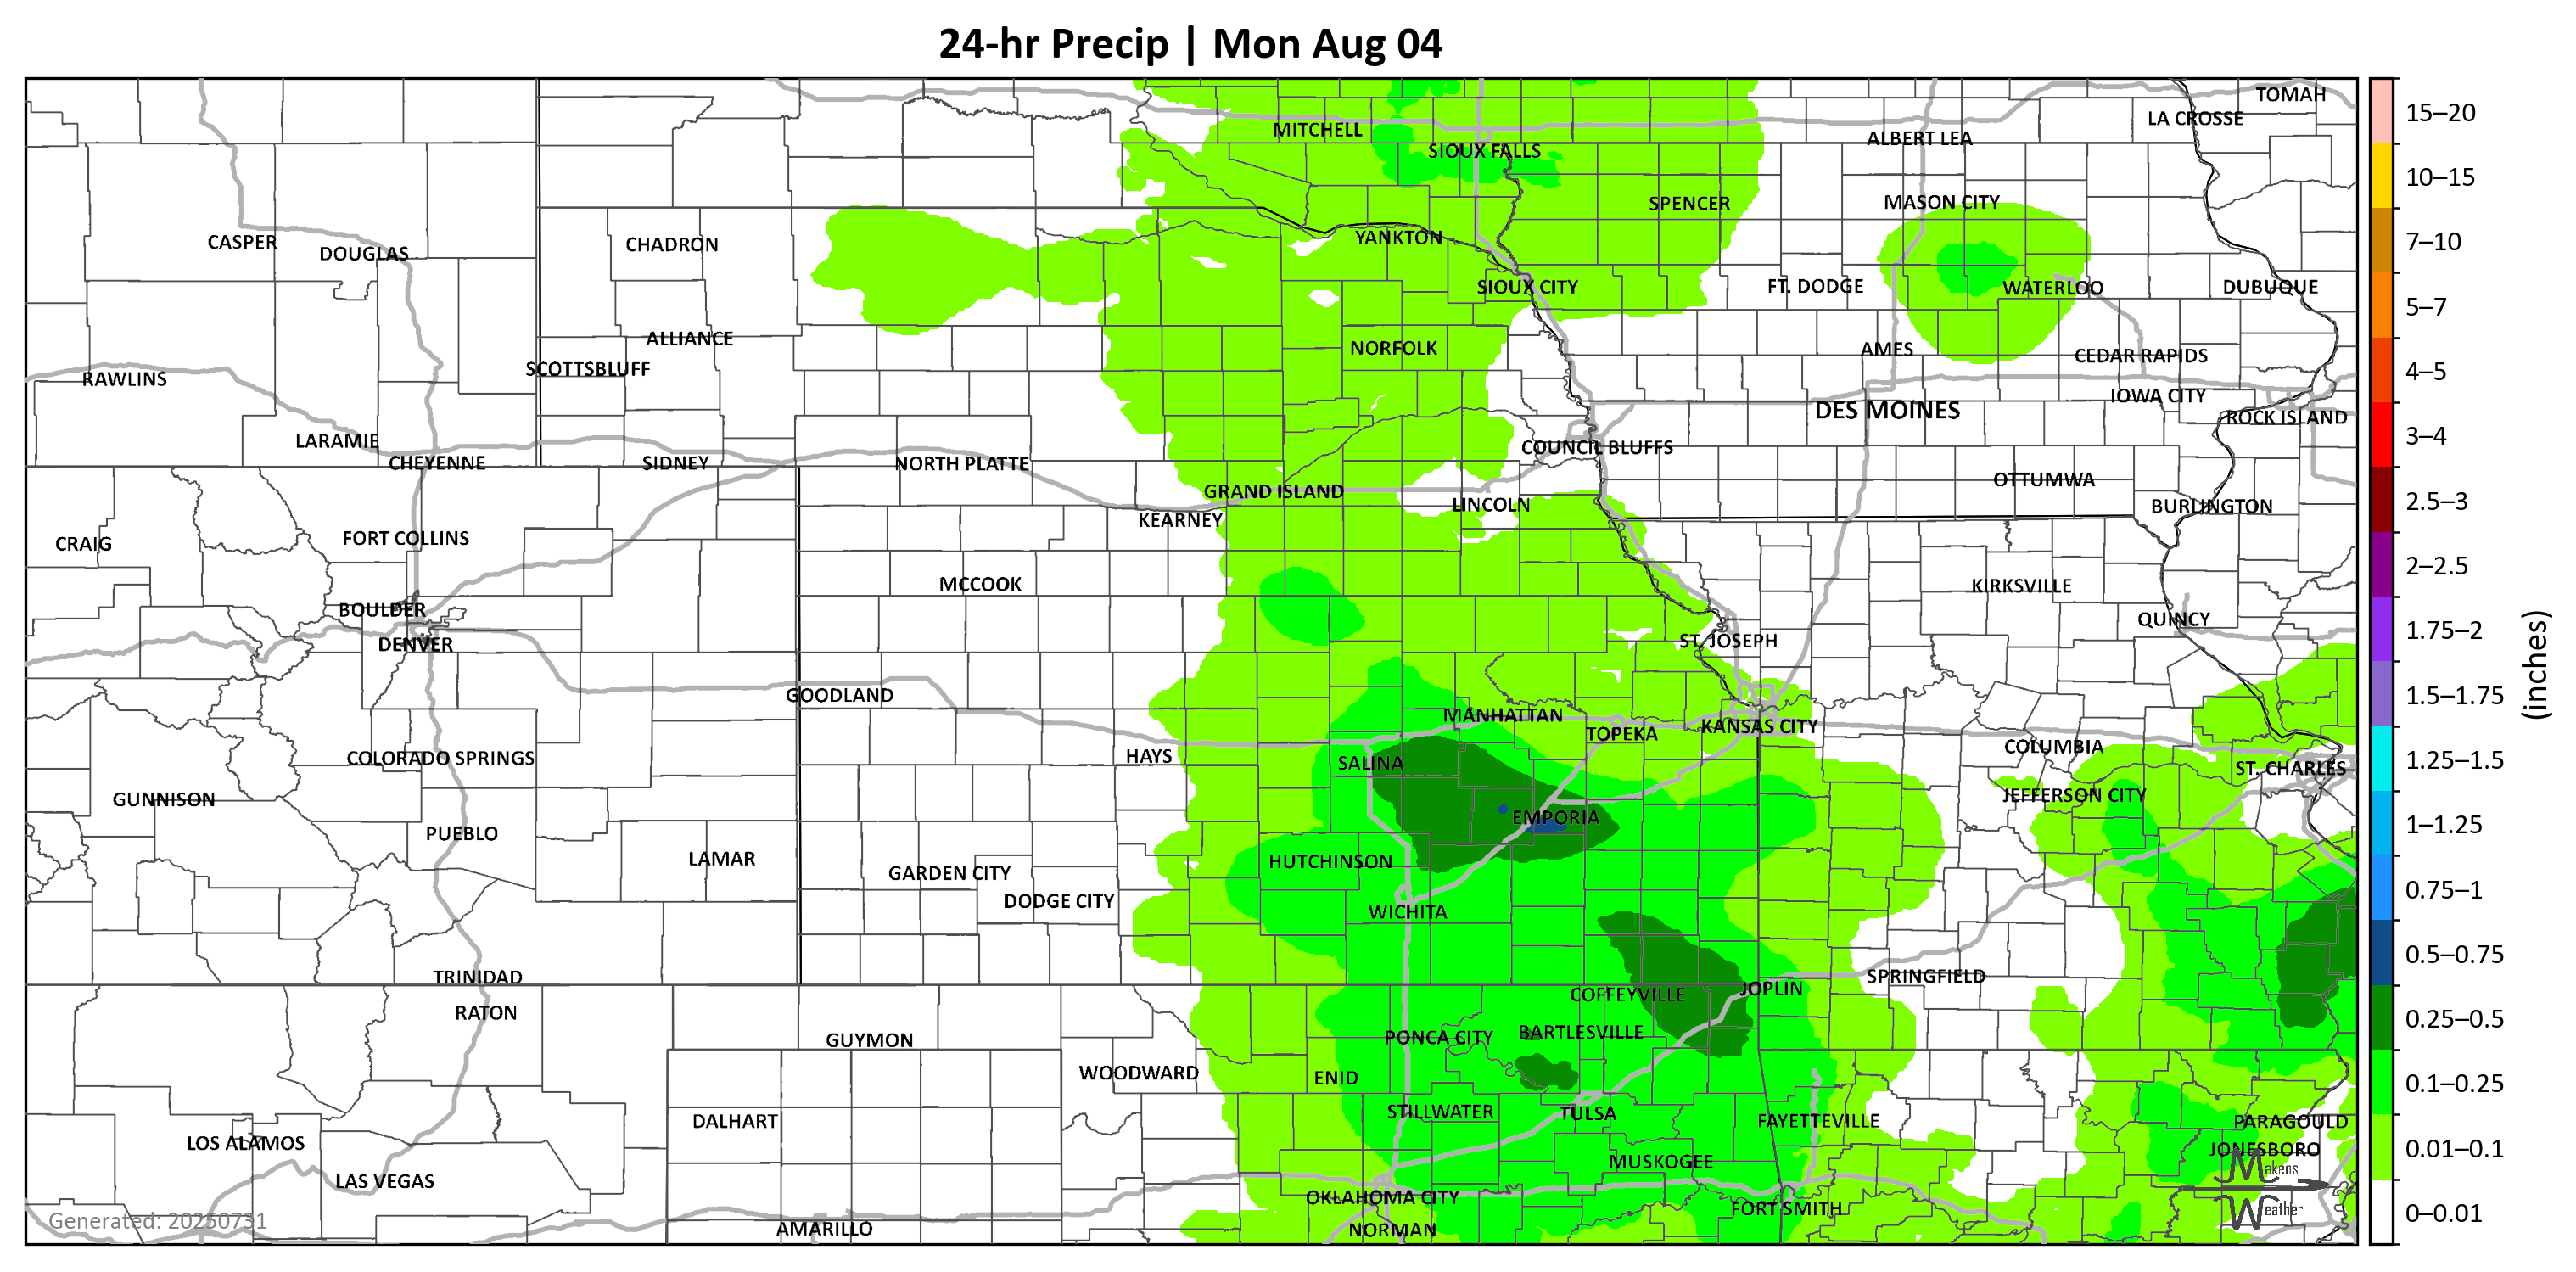 24-hr Precip | Mon Aug 04
TOMAH
LA CROSSE
MITCHELL
ALBERT LEA
SIOUX FALLS
SPENCER
MASON CITY
YANKTON
CASPER
CHADRON
DOUGLAS
SIOUX CITY
FT. DODGE
WATERLOO
DUBUQUE
ALLIANCE
NORFOLK
AMES
CEDAR RAPIDS
SCOTTSBLUFF
RAWLINS
IOWA CITY
DES MOINES
ROCK ISLAND
LARAMIE
COUNCIL BLUFFS
CHEYENNE
SIDNEY
NORTH PLATTE
OTTUMWA
GRAND ISLAND
LINCOLN
BURLINGTON
KEARNEY
FORT COLLINS
CRAIG
MCCOOK
KIRKSVILLE
BOULDER
QUINCY
DENVER
ST. JOSEPH
GOODLAND
MANHATTAN
KANSAS CITY
TOPEKA
COLUMBIA
HAYS
COLORADO SPRINGS
SALINA
ST. CHARLES
GUNNISON
JEFFERSON CITY
EMPORIA
PUEBLO
LAMAR
HUTCHINSON
GARDEN CITY
DODGE CITY
WICHITA
TRINIDAD
SPRINGFIELD
JOPLIN
COFFEYVILLE
RATON
BARTLESVILLE
PONCA CITY
GUYMON
WOODWARD
ENID
STILLWATER
TULSA
DALHART
FAYETTEVILLE
PARAGOULD
LOS ALAMOS
JONESBORO
MUSKOGEE
LAS VEGAS
OKLAHOMA CITY
FORT SMITH
AMARILLO
NORMAN
Generated: 20250731
Makens
Weather
15–20
10–15
7–10
5–7
4–5
3–4
2.5–3
2–2.5
1.75–2
1.5–1.75
1.25–1.5
1–1.25
0.75–1
0.5–0.75
0.25–0.5
0.1–0.25
0.01–0.1
0–0.01
(inches)